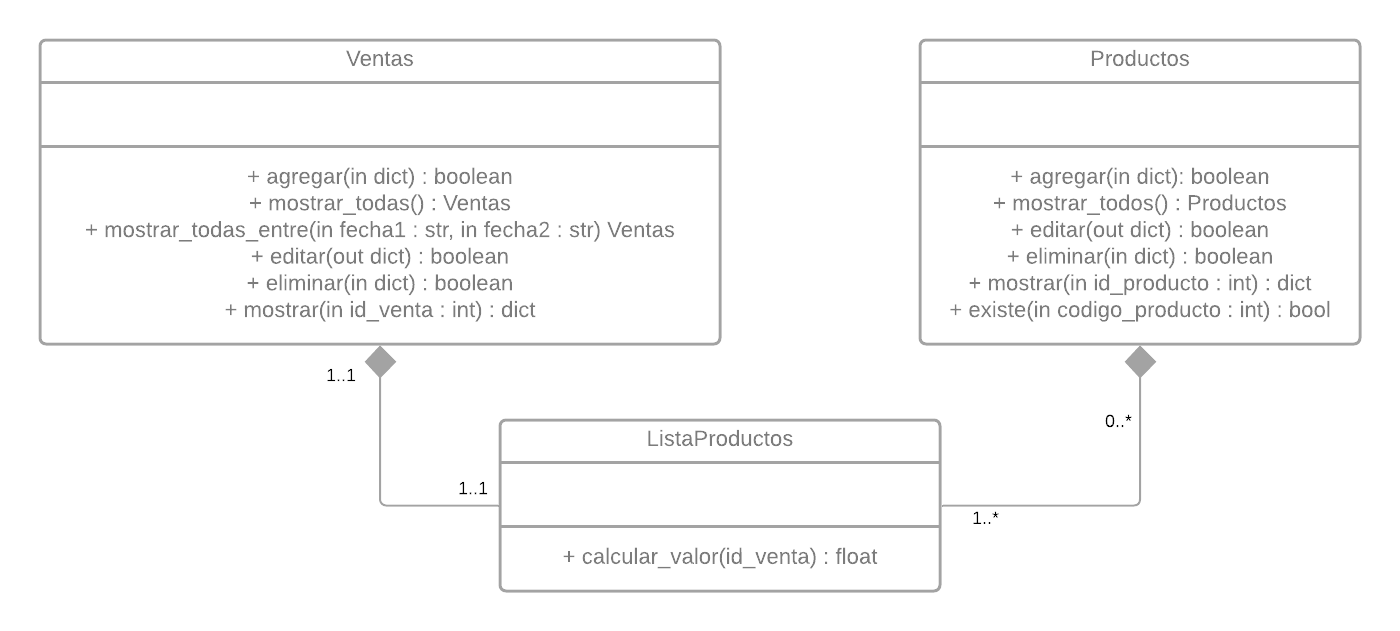 Ventas
+ agregar(in dict) : boolean
+ mostrar_todas() : Ventas
+ mostrar_todas_entre(in fecha1 : str, in fecha2 : str) Ventas
+ editar(out dict) : boolean
+ eliminar(in dict) : boolean
+ mostrar(in id_venta : int) : dict
Productos
+ agregar(in dict): boolean
+ mostrar_todos() : Productos
+ editar(out dict) : boolean
+ eliminar(in dict) : boolean
+ mostrar(in id_producto : int) : dict
+ existe(in codigo_producto : int) : bool
1..1
0..*
ListaProductos
1..1
1..*
+ calcular_valor(id_venta) : float